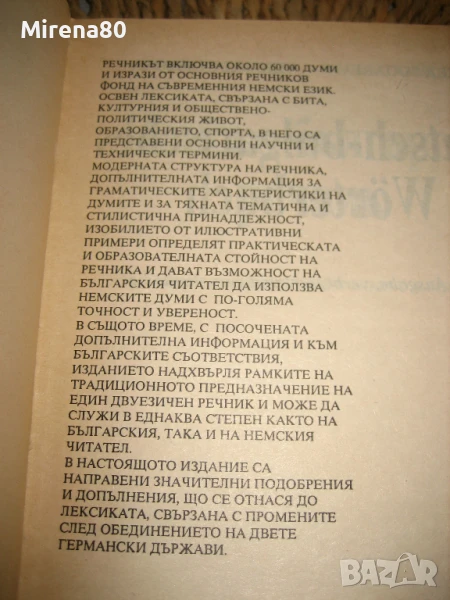 Mirena80
РЕЧНИКЪТ ВКЛЮЧВА ОКОЛО 60 000 ДУМИ
И ИЗРАЗИ ОТ ОСНОВНИЯ РЕЧНИКОВ
ФОНД НА СЪВРЕМЕННИЯ НЕМСКИ ЕЗИК.
ОСВЕН ЛЕКСИКАТА, СВЪРЗАНА С БИТА,
КУЛТУРНИЯ И ОБЩЕСТВЕНО-
ПОЛИТИЧЕСКИЯ ЖИВОТ,
ОБРАЗОВАНИЕТО, СПОРТА, В НЕГО СА
ПРЕДСТАВЕНИ ОСНОВНИ НАУЧНИ И
ТЕХНИЧЕСКИ ТЕРМИНИ.
МОДЕРНАТА СТРУКТУРА НА РЕЧНИКА,
ДОПЪЛНИТЕЛНАТА ИНФОРМАЦИЯ ЗА
ГРАМАТИЧЕСКИТЕ ХАРАКТЕРИСТИКИ НА
ДУМИТЕ И ЗА ТЯХНАТА ТЕМАТИЧНА И
СТИЛИСТИЧНА ПРИНАДЛЕЖНОСТ,
ИЗОБИЛИЕТО ОТ ИЛЮСТРАТИВНИ
ПРИМЕРИ ОПРЕДЕЛЯТ ПРАКТИЧЕСКАТА
И ОБРАЗОВАТЕЛНАТА СТОЙНОСТ НА
РЕЧНИКА И ДАВАТ ВЪЗМОЖНОСТ НА
БЪЛГАРСКИЯ ЧИТАТЕЛ ДА ИЗПОЛЗВА
НЕМСКИТЕ ДУМИ С ПО-ГОЛЯМА
ТОЧНОСТ И УВЕРЕНОСТ.
В СЪЩОТО ВРЕМЕ, С ПОСОЧЕНАТА
ДОПЪЛНИТЕЛНА ИНФОРМАЦИЯ И КЪМ
БЪЛГАРСКИТЕ СЪОТВЕТСТВИЯ,
ИЗДАНИЕТО НАДХВЪРЛЯ РАМКИТЕ НА
ТРАДИЦИОННОТО ПРЕДНАЗНАЧЕНИЕ НА
ЕДИН ДВУЕЗИЧЕН РЕЧНИК И МОЖЕ ДА
СЛУЖИ В ЕДНАКВА СТЕПЕН КАКТО НА
БЪЛГАРСКИЯ, ТАКА И НА НЕМСКИЯ
ЧИТАТЕЛ.
В НАСТОЯЩОТО ИЗДАНИЕ СА
НАПРАВЕНИ ЗНАЧИТЕЛНИ ПОДОБРЕНИЯ
И ДОПЪЛНЕНИЯ, ЩО СЕ ОТНАСЯ ДО
ЛЕКСИКАТА, СВЪРЗАНА С ПРОМЕНИТЕ
СЛЕД ОБЕДИНЕНИЕТО НА ДВЕТЕ
ГЕРМАНСКИ ДЪРЖАВИ.
BAZAR